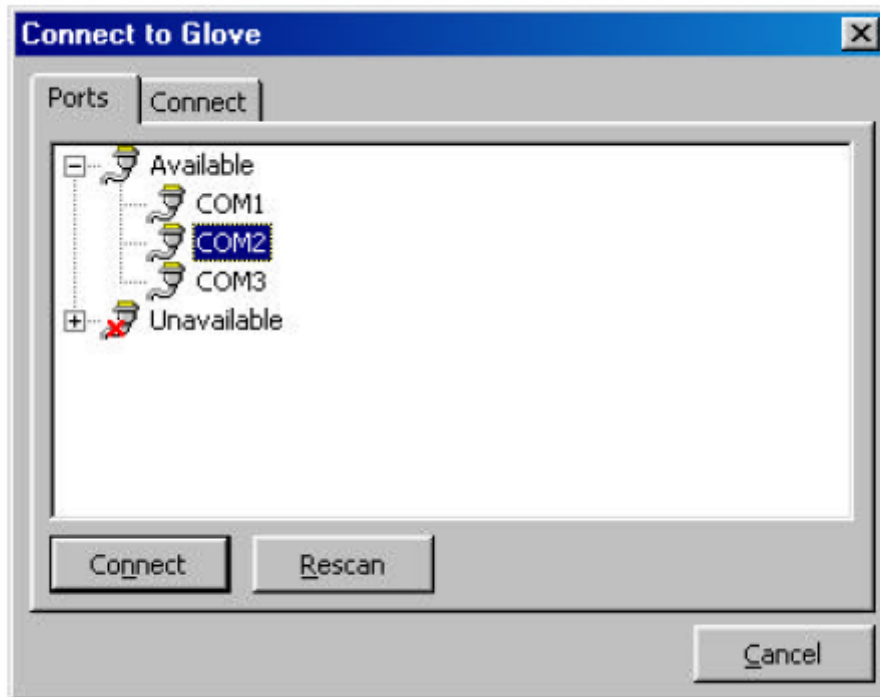 Connect to Glove
Ports Connect
Available
COM1
COM2
COM3
Unavailable
Connect Rescan
Cancel